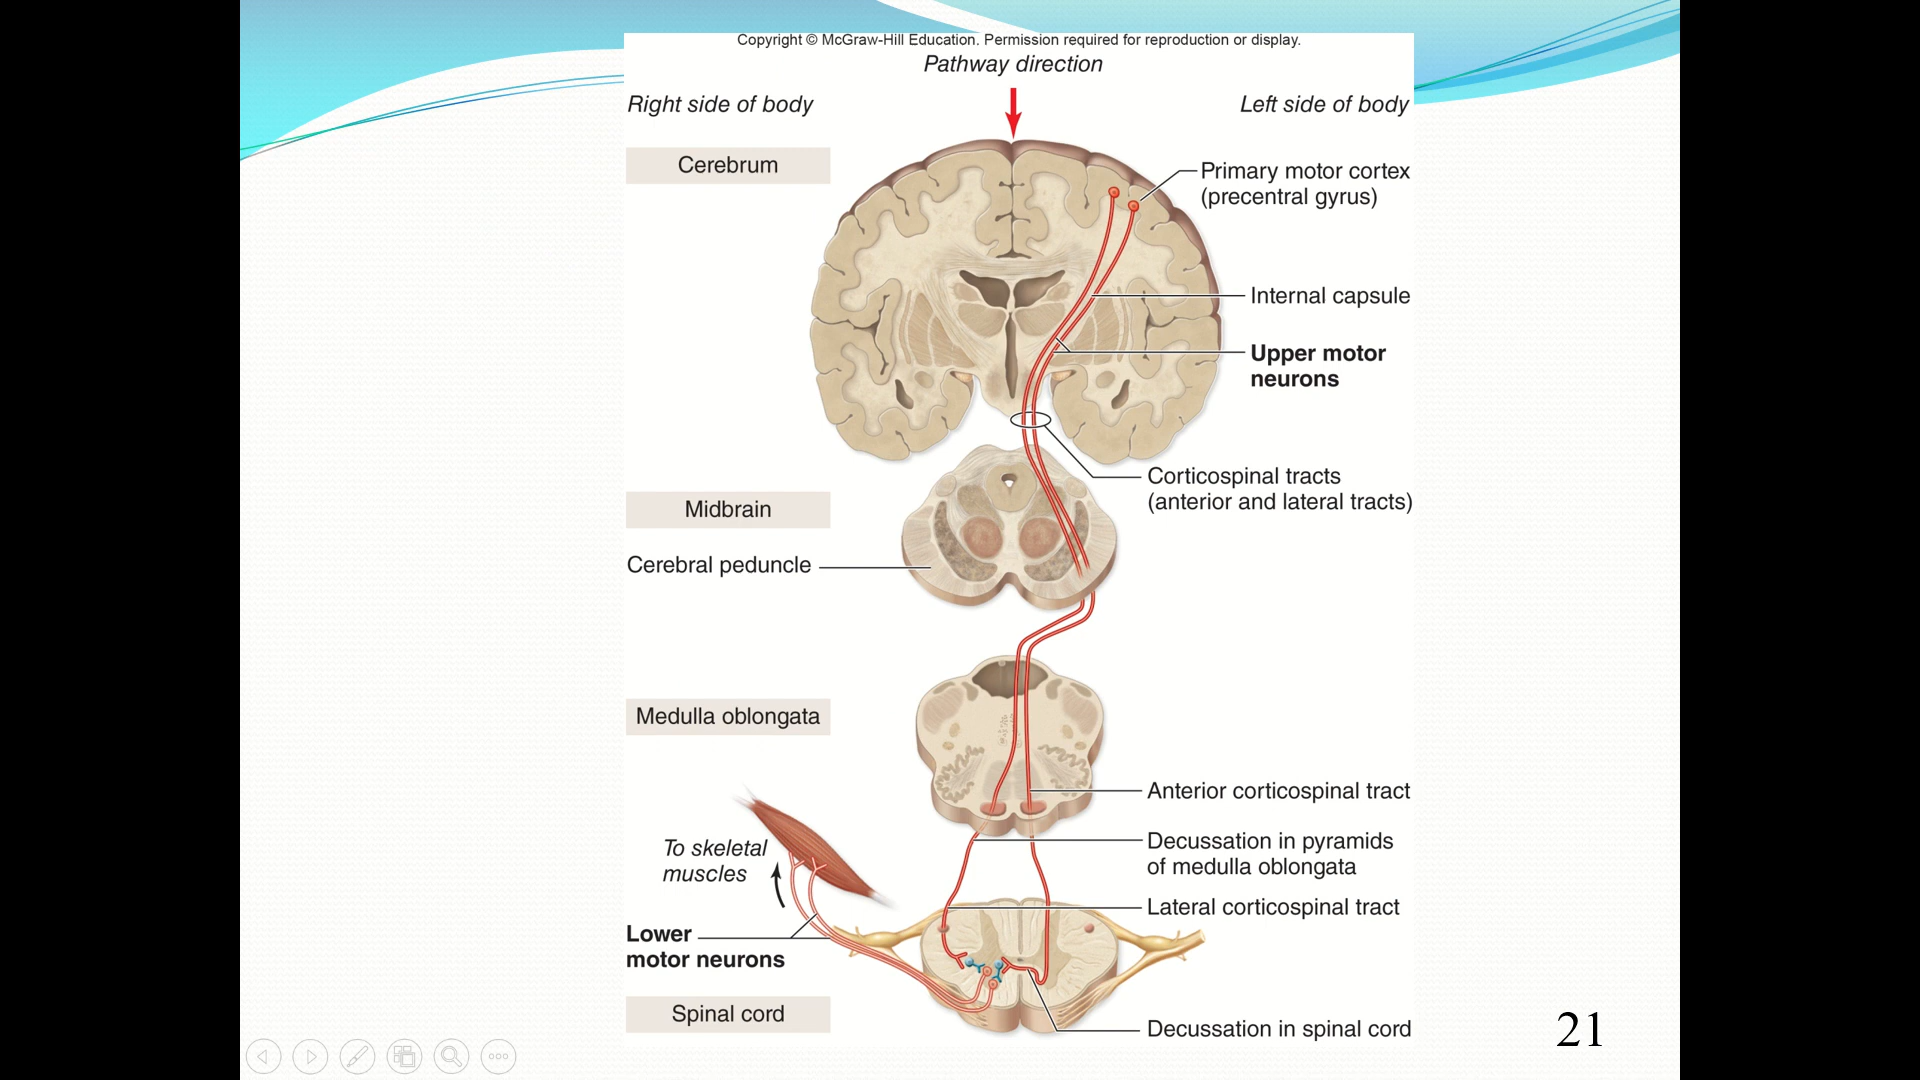 Copyright © McGraw-Hill Education. Permission required for reproduction or display.
Pathway direction
Right side of body
Left side of body
Cerebrum
Primary motor cortex
(precentral gyrus)
Internal capsule
Upper motor
neurons
Corticospinal tracts
(anterior and lateral tracts)
Midbrain
Cerebral peduncle
Medulla oblongata
Anterior corticospinal tract
Decussation in pyramids
of medulla oblongata
To skeletal
muscles
Lateral corticospinal tract
Lower
motor neurons
Spinal cord
Decussation in spinal cord
21